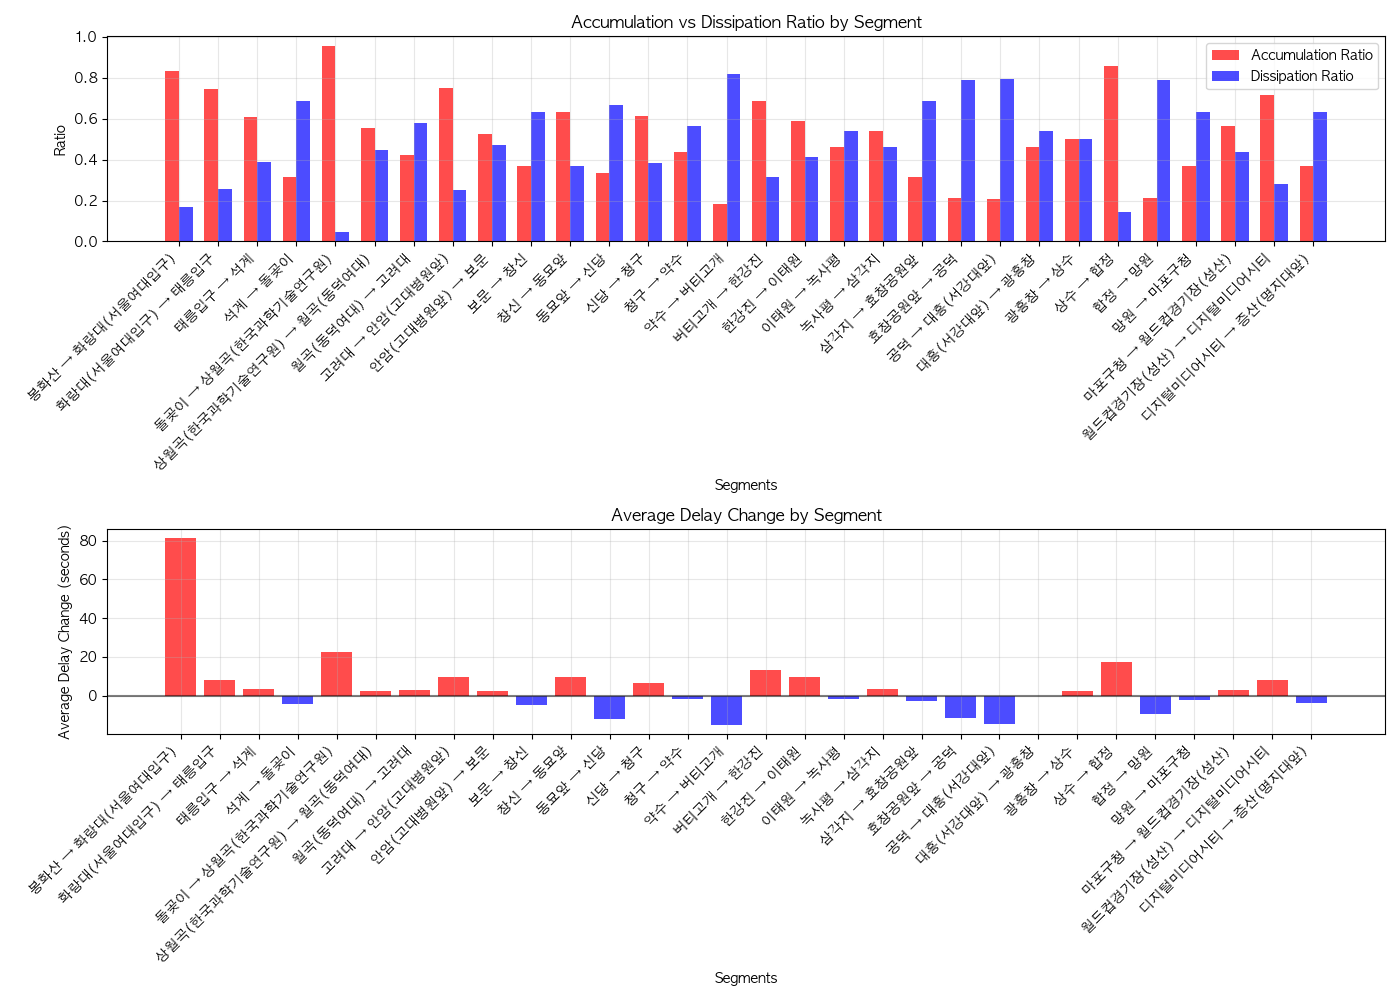 Accumulation vs Dissipation Ratio by Segment
Accumulation Ratio
Dissipation Ratio
Ratio
1.0
0.8
0.6
0.4
0.2
0.0
봉화산 → 화랑대(서울여대입구)
화랑대(서울여대입구) → 태릉입구
태릉입구 → 석계
석계 → 돌곶이
돌곶이 → 상월곡(한국과학기술연구원)
상월곡(한국과학기술연구원) → 월곡(동덕여대)
월곡(동덕여대) → 고려대
고려대 → 안암(고대병원앞)
안암(고대병원앞) → 보문
보문 → 창신
창신 → 동묘앞
동묘앞 → 신당
신당 → 청구
청구 → 약수
약수 → 버티고개
버티고개 → 한강진
한강진 → 이태원
이태원 → 녹사평
녹사평 → 삼각지
삼각지 → 효창공원앞
효창공원앞 → 공덕
공덕 → 대흥(서강대앞)
대흥(서강대앞) → 광흥창
광흥창 → 상수
상수 → 합정
합정 → 망원
망원 → 마포구청
마포구청 → 월드컵경기장(성산)
월드컵경기장(성산) → 디지털미디어시티
디지털미디어시티 → 증산(명지대앞)
Segments
Average Delay Change by Segment
Average Delay Change (seconds)
80
60
40
20
0
봉화산 → 화랑대(서울여대입구)
화랑대(서울여대입구) → 태릉입구
태릉입구 → 석계
석계 → 돌곶이
돌곶이 → 상월곡(한국과학기술연구원)
상월곡(한국과학기술연구원) → 월곡(동덕여대)
월곡(동덕여대) → 고려대
고려대 → 안암(고대병원앞)
안암(고대병원앞) → 보문
보문 → 창신
창신 → 동묘앞
동묘앞 → 신당
신당 → 청구
청구 → 약수
약수 → 버티고개
버티고개 → 한강진
한강진 → 이태원
이태원 → 녹사평
녹사평 → 삼각지
삼각지 → 효창공원앞
효창공원앞 → 공덕
공덕 → 대흥(서강대앞)
대흥(서강대앞) → 광흥창
광흥창 → 상수
상수 → 합정
합정 → 망원
망원 → 마포구청
마포구청 → 월드컵경기장(성산)
월드컵경기장(성산) → 디지털미디어시티
디지털미디어시티 → 증산(명지대앞)
Segments